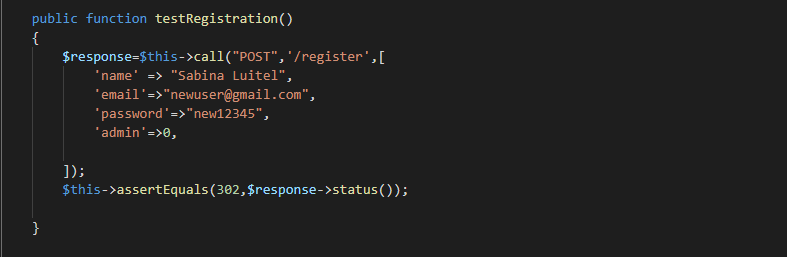 public function testRegistration()
{
$response=$this->call("POST",'/register',[
'name' => "Sabina Luitel",
'email'=>"newuser@gmail.com",
'password'=>"new12345",
'admin'=>0,
]);
$this->assertEquals(302,$response->status());
}